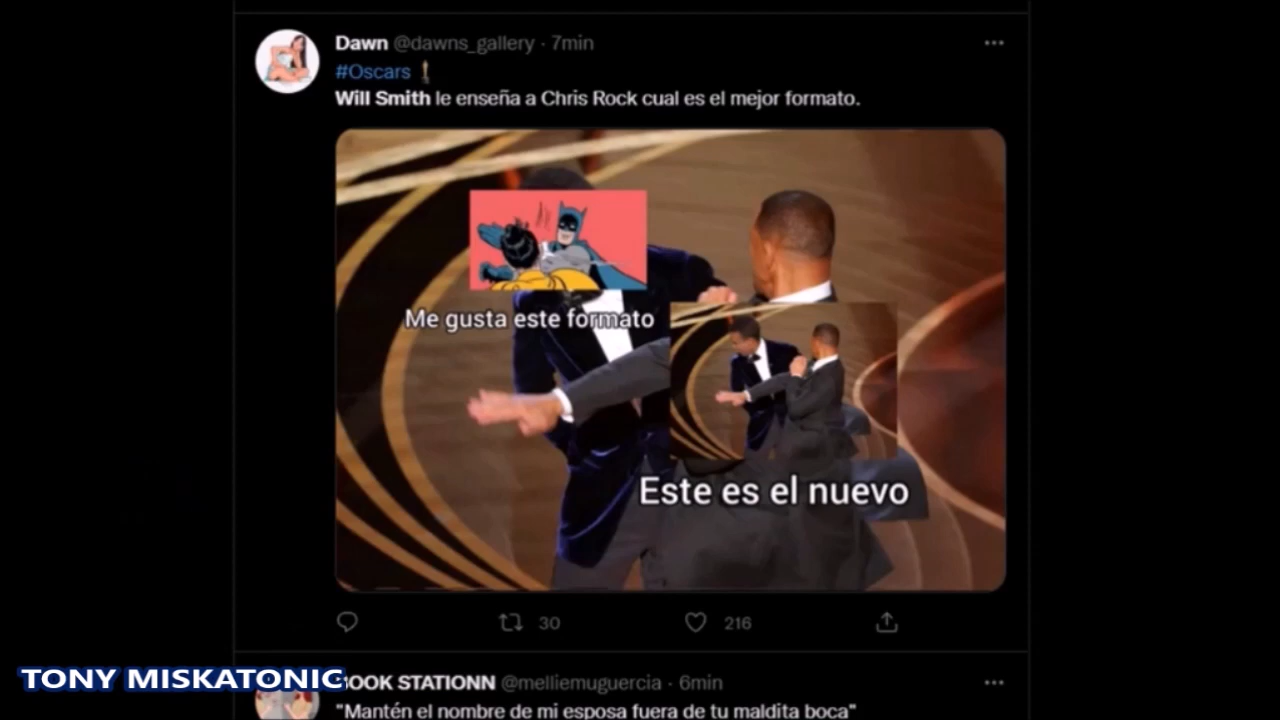 Dawn @dawns_gallery · 7min
#Oscars
Will Smith le enseña a Chris Rock cual es el mejor formato.
Me gusta este formato
Este es el nuevo
30 216
TONY MISKATONIC
OOK STATIONN @melliemuguercia · 6min
"Mantén el nombre de mi esposa fuera de tu maldita boca"